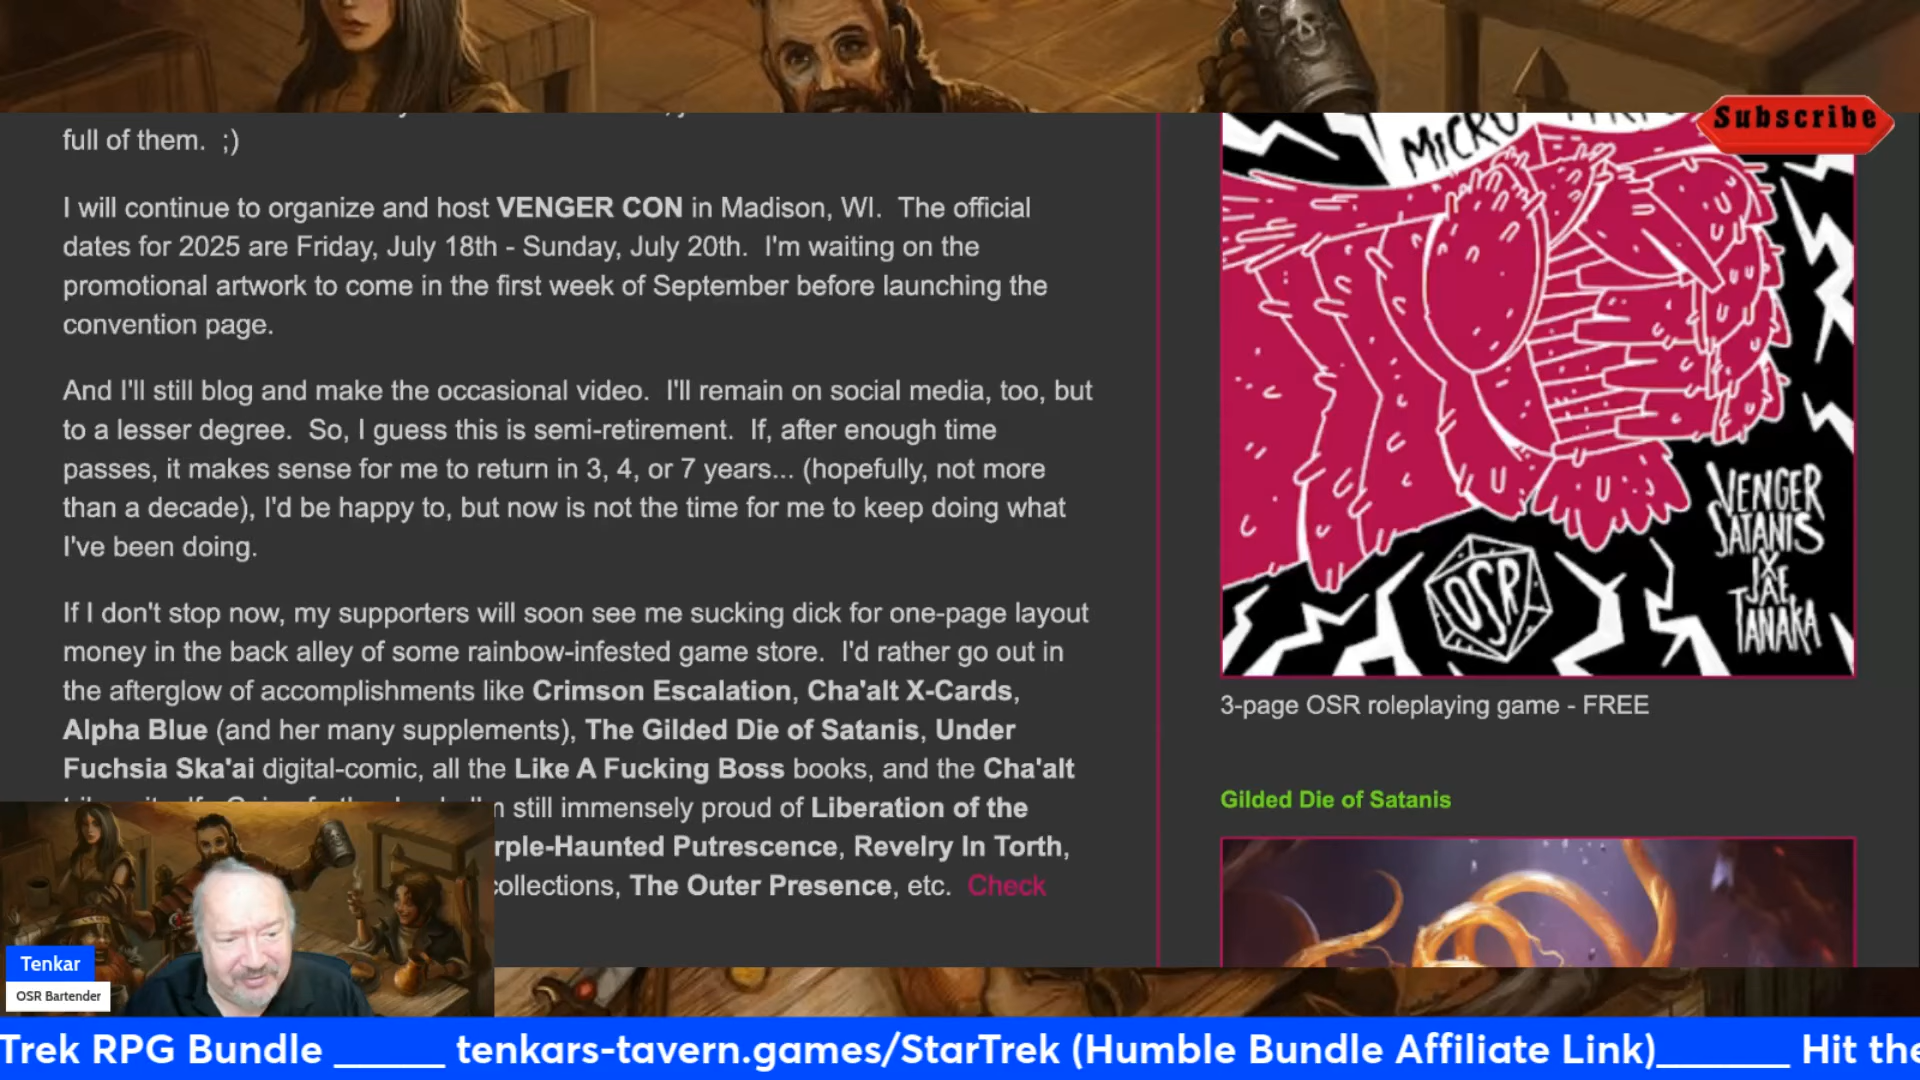 full of them. ;)
I will continue to organize and host VENGER CON in Madison, WI. The official
dates for 2025 are Friday, July 18th - Sunday, July 20th. I'm waiting on the
promotional artwork to come in the first week of September before launching the
convention page.
And I'll still blog and make the occasional video. I'll remain on social media, too, but
to a lesser degree. So, I guess this is semi-retirement. If, after enough time
passes, it makes sense for me to return in 3, 4, or 7 years... (hopefully, not more
than a decade), I'd be happy to, but now is not the time for me to keep doing what
I've been doing.
If I don't stop now, my supporters will soon see me sucking dick for one-page layout
money in the back alley of some rainbow-infested game store. I'd rather go out in
the afterglow of accomplishments like Crimson Escalation, Cha'alt X-Cards,
Alpha Blue (and her many supplements), The Gilded Die of Satanis, Under
Fuchsia Ska'ai digital-comic, all the Like A Fucking Boss books, and the Cha'alt
still immensely proud of Liberation of the
rple-Haunted Putrescence, Revelry In Torth,
collections, The Outer Presence, etc. Check
Subscribe
MiCRO
VENGER
SATANIS
X
JAE
TANAKA
OSR
3-page OSR roleplaying game - FREE
Gilded Die of Satanis
Tenkar
OSR Bartender
Trek RPG Bundle _____ tenkars-tavern.games/StarTrek (Humble Bundle Affiliate Link)______ Hit the